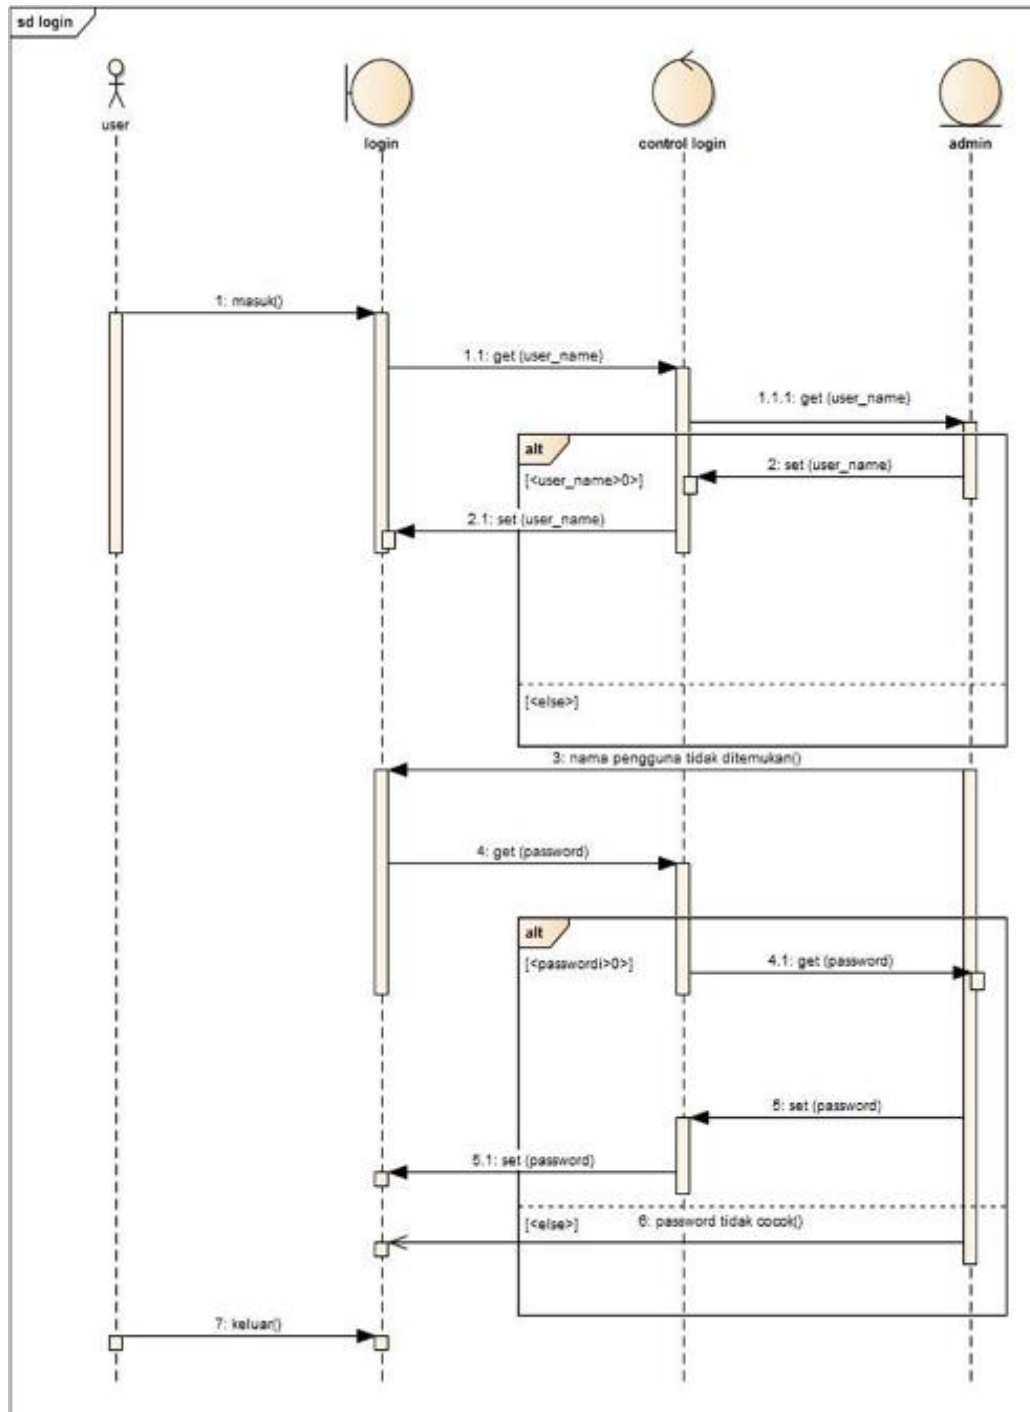 sd login
user
login
control login
admin
1: masuk()
1.1: get (user_name)
1.1.1: get (user_name)
alt
2: set (user_name)
[<user_name>0>]
2.1: set (user_name)
[<else>]
3: nama pengguna tidak ditemukan()
4: get (password)
alt
4.1: get (password)
[<passwordi>0>]
5: set (password)
5.1: set (password)
6: password tidak cocok()
[<else>]
7: keluar()